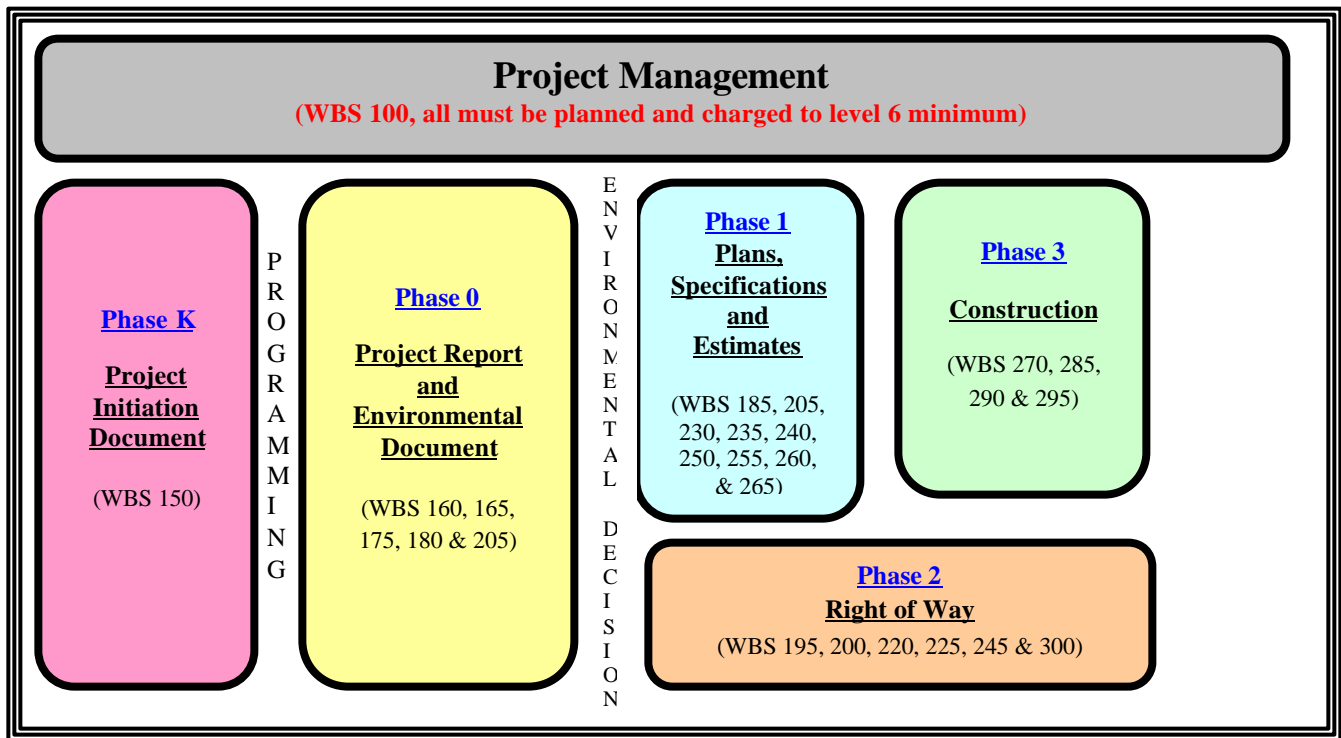 Project Management
(WBS 100, all must be planned and charged to level 6 minimum)
Phase K
Project
Initiation
Document
(WBS 150)
PROGRAMMING
Phase 0
Project Report
and
Environmental
Document
(WBS 160, 165,
175, 180 & 205)
ENVIRONMENTAL DECISION
Phase 1
Plans,
Specifications
and
Estimates
(WBS 185, 205,
230, 235, 240,
250, 255, 260,
& 265)
Phase 3
Construction
(WBS 270, 285,
290 & 295)
Phase 2
Right of Way
(WBS 195, 200, 220, 225, 245 & 300)